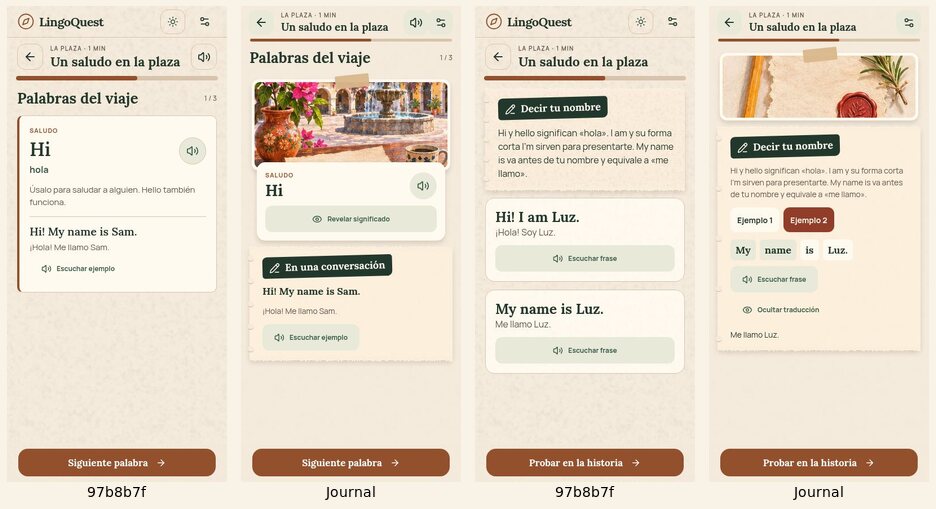 LingoQuest
LA PLAZA · 1 MIN
Un saludo en la plaza
Palabras del viaje
1 / 3
SALUDO
Hi
hola
Úsalo para saludar a alguien. Hello también
funciona.
Hi! My name is Sam.
¡Hola! Me llamo Sam.
Escuchar ejemplo
Siguiente palabra →
97b8b7f
LA PLAZA · 1 MIN
Un saludo en la plaza
Palabras del viaje
1 / 3
SALUDO
Hi
Revelar significado
En una conversación
Hi! My name is Sam.
¡Hola! Me llamo Sam.
Escuchar ejemplo
Siguiente palabra →
Journal
LingoQuest
LA PLAZA · 1 MIN
Un saludo en la plaza
Decir tu nombre
Hi y hello significan «hola». I am y su forma
corta I'm sirven para presentarte. My name
is va antes de tu nombre y equivale a «me
llamo».
Hi! I am Luz.
¡Hola! Soy Luz.
Escuchar frase
My name is Luz.
Me llamo Luz.
Escuchar frase
Probar en la historia →
97b8b7f
LA PLAZA · 1 MIN
Un saludo en la plaza
Decir tu nombre
Hi y hello significan «hola». I am y su forma corta
I'm sirven para presentarte. My name is va antes
de tu nombre y equivale a «me llamo».
Ejemplo 1
Ejemplo 2
My name is Luz.
Escuchar frase
Ocultar traducción
Me llamo Luz.
Probar en la historia →
Journal